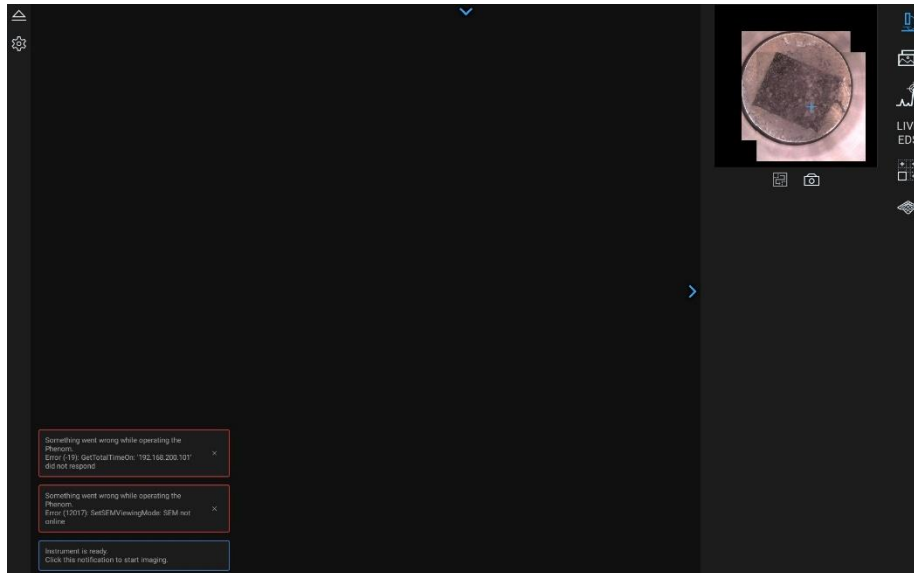 LIV
EDS
Something went wrong while operating the
Phenom.
Error (-19): GetTotalTimeOn: '192.168.200.101'
did not respond
Something went wrong while operating the
Phenom.
Error (12017): SetSEMViewingMode: SEM not
online
Instrument is ready.
Click this notification to start imaging.